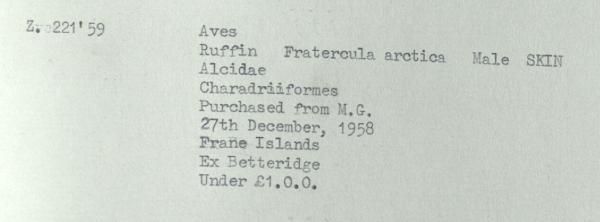 Z. 221'59
Aves
Ruffin Fratercula arctica Male SKIN
Alcidae
Charadriiformes
Purchased from M.G.
27th December, 1958
Frane Islands
Ex Betteridge
Under £1.0.0.